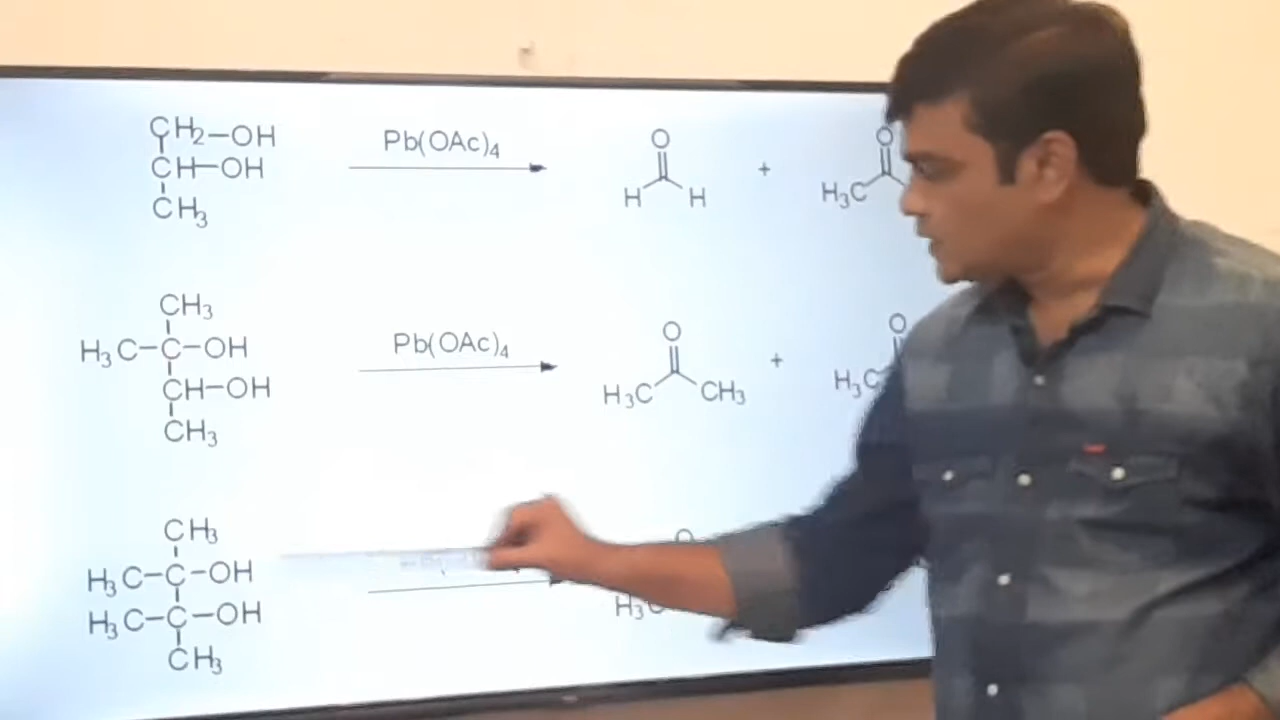 CH2-OH
CH-OH
CH3
Pb(OAc)4
O
H H
+
O
H3C
CH3
H3C-C-OH
CH-OH
CH3
Pb(OAc)4
O
H3C CH3
+
O
H3C
CH3
H3C-C-OH
H3C-C-OH
CH3
O
H3C